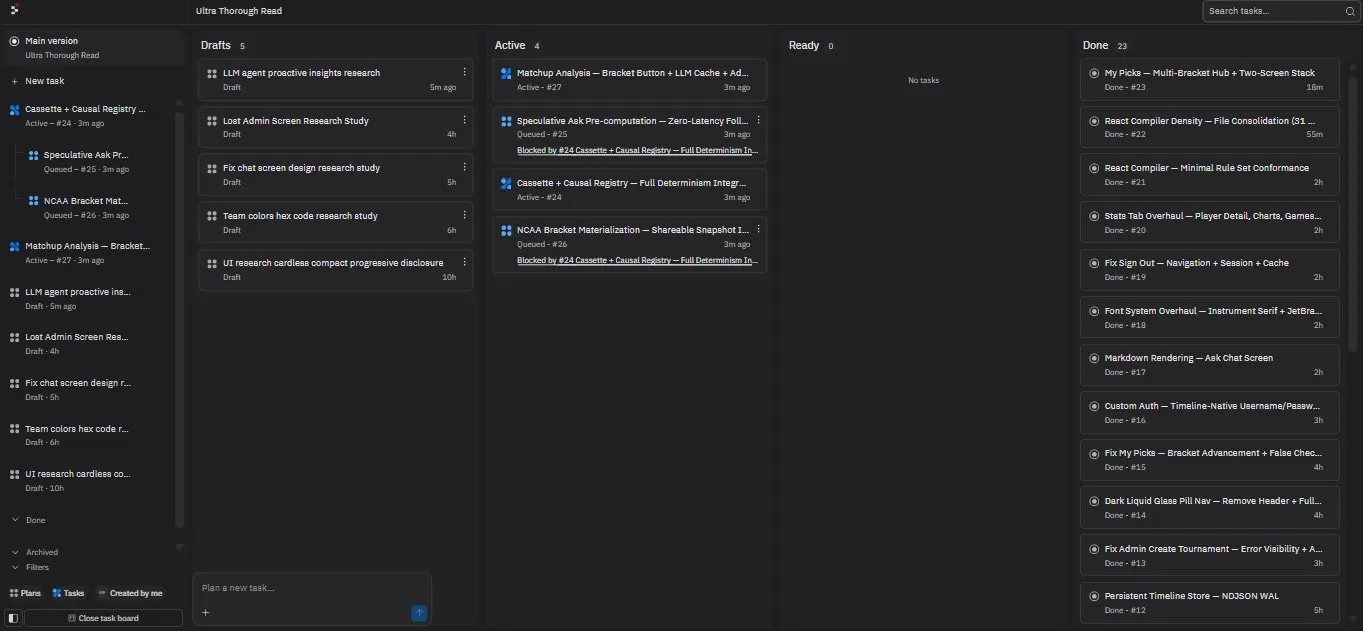 Ultra Thorough Read
Search tasks...
Main version
Ultra Thorough Read
+ New task
Cassette + Causal Registry ...
Active – #24 · 3m ago
Speculative Ask Pr...
Queued – #25 · 3m ago
NCAA Bracket Mat...
Queued – #26 · 3m ago
Matchup Analysis — Bracket...
Active – #27 · 3m ago
LLM agent proactive ins...
Draft · 5m ago
Lost Admin Screen Res...
Draft · 4h
Fix chat screen design r...
Draft · 5h
Team colors hex code r...
Draft · 6h
UI research cardless co...
Draft · 10h
Done
Archived
Filters
Plans
Tasks
Created by me
Close task board
Drafts 5
LLM agent proactive insights research
Draft 5m ago
Lost Admin Screen Research Study
Draft 4h
Fix chat screen design research study
Draft 5h
Team colors hex code research study
Draft 6h
UI research cardless compact progressive disclosure
Draft 10h
Plan a new task...
+
Active 4
Matchup Analysis — Bracket Button + LLM Cache + Ad...
Active - #27 3m ago
Speculative Ask Pre-computation — Zero-Latency Foll...
Queued - #25 3m ago
Blocked by #24 Cassette + Causal Registry — Full Determinism In...
Cassette + Causal Registry — Full Determinism Integr...
Active - #24 3m ago
NCAA Bracket Materialization — Shareable Snapshot I...
Queued - #26 3m ago
Blocked by #24 Cassette + Causal Registry — Full Determinism In...
Ready 0
No tasks
Done 23
My Picks — Multi-Bracket Hub + Two-Screen Stack
Done - #23 18m
React Compiler Density — File Consolidation (31 ...
Done - #22 55m
React Compiler — Minimal Rule Set Conformance
Done - #21 2h
Stats Tab Overhaul — Player Detail, Charts, Games...
Done - #20 2h
Fix Sign Out — Navigation + Session + Cache
Done - #19 2h
Font System Overhaul — Instrument Serif + JetBra...
Done - #18 2h
Markdown Rendering — Ask Chat Screen
Done - #17 2h
Custom Auth — Timeline-Native Username/Passw...
Done - #16 3h
Fix My Picks — Bracket Advancement + False Chec...
Done - #15 4h
Dark Liquid Glass Pill Nav — Remove Header + Full...
Done - #14 4h
Fix Admin Create Tournament — Error Visibility + A...
Done - #13 3h
Persistent Timeline Store — NDJSON WAL
Done - #12 5h